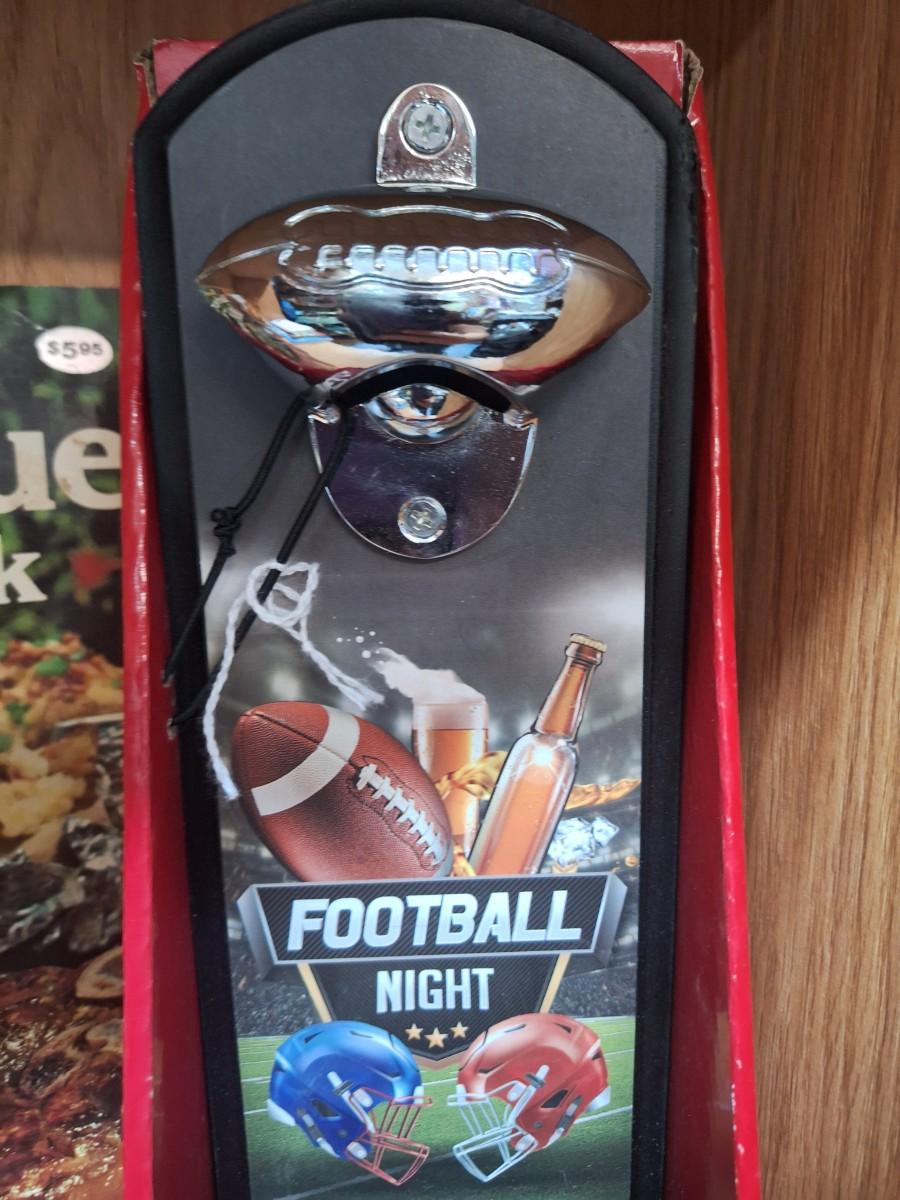 $5.95
ue
k
FOOTBALL
NIGHT